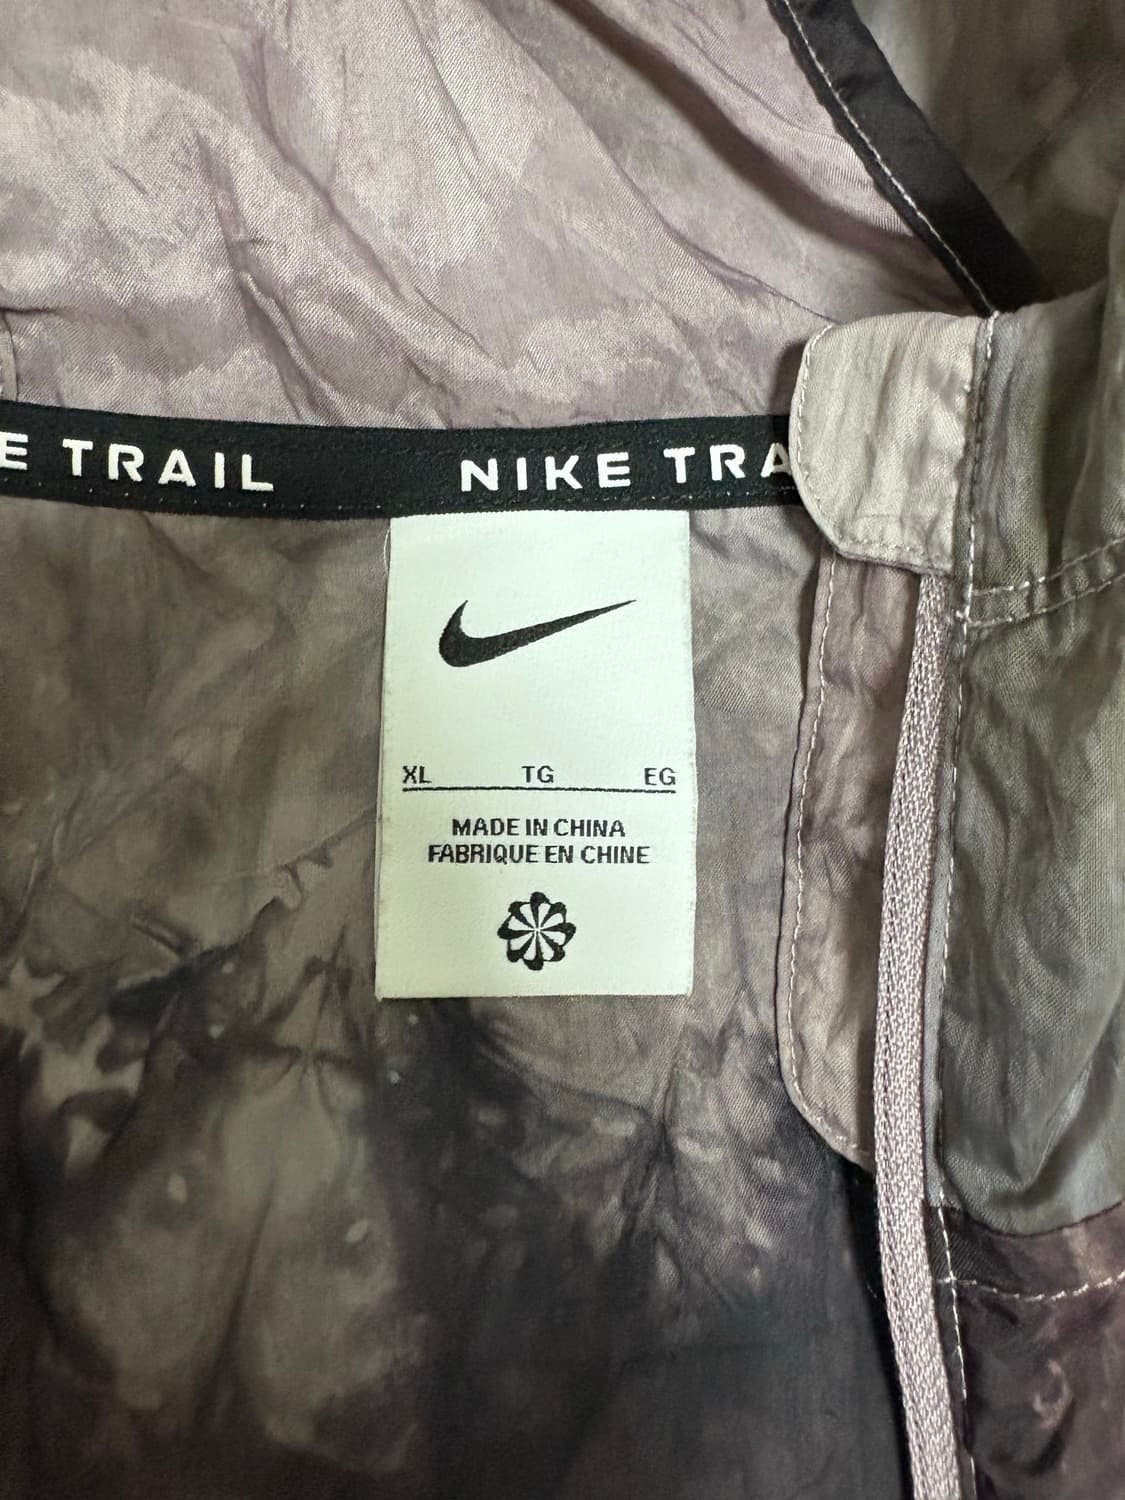 E TRAIL NIKE TRA
XL TG EG
MADE IN CHINA
FABRIQUE EN CHINE